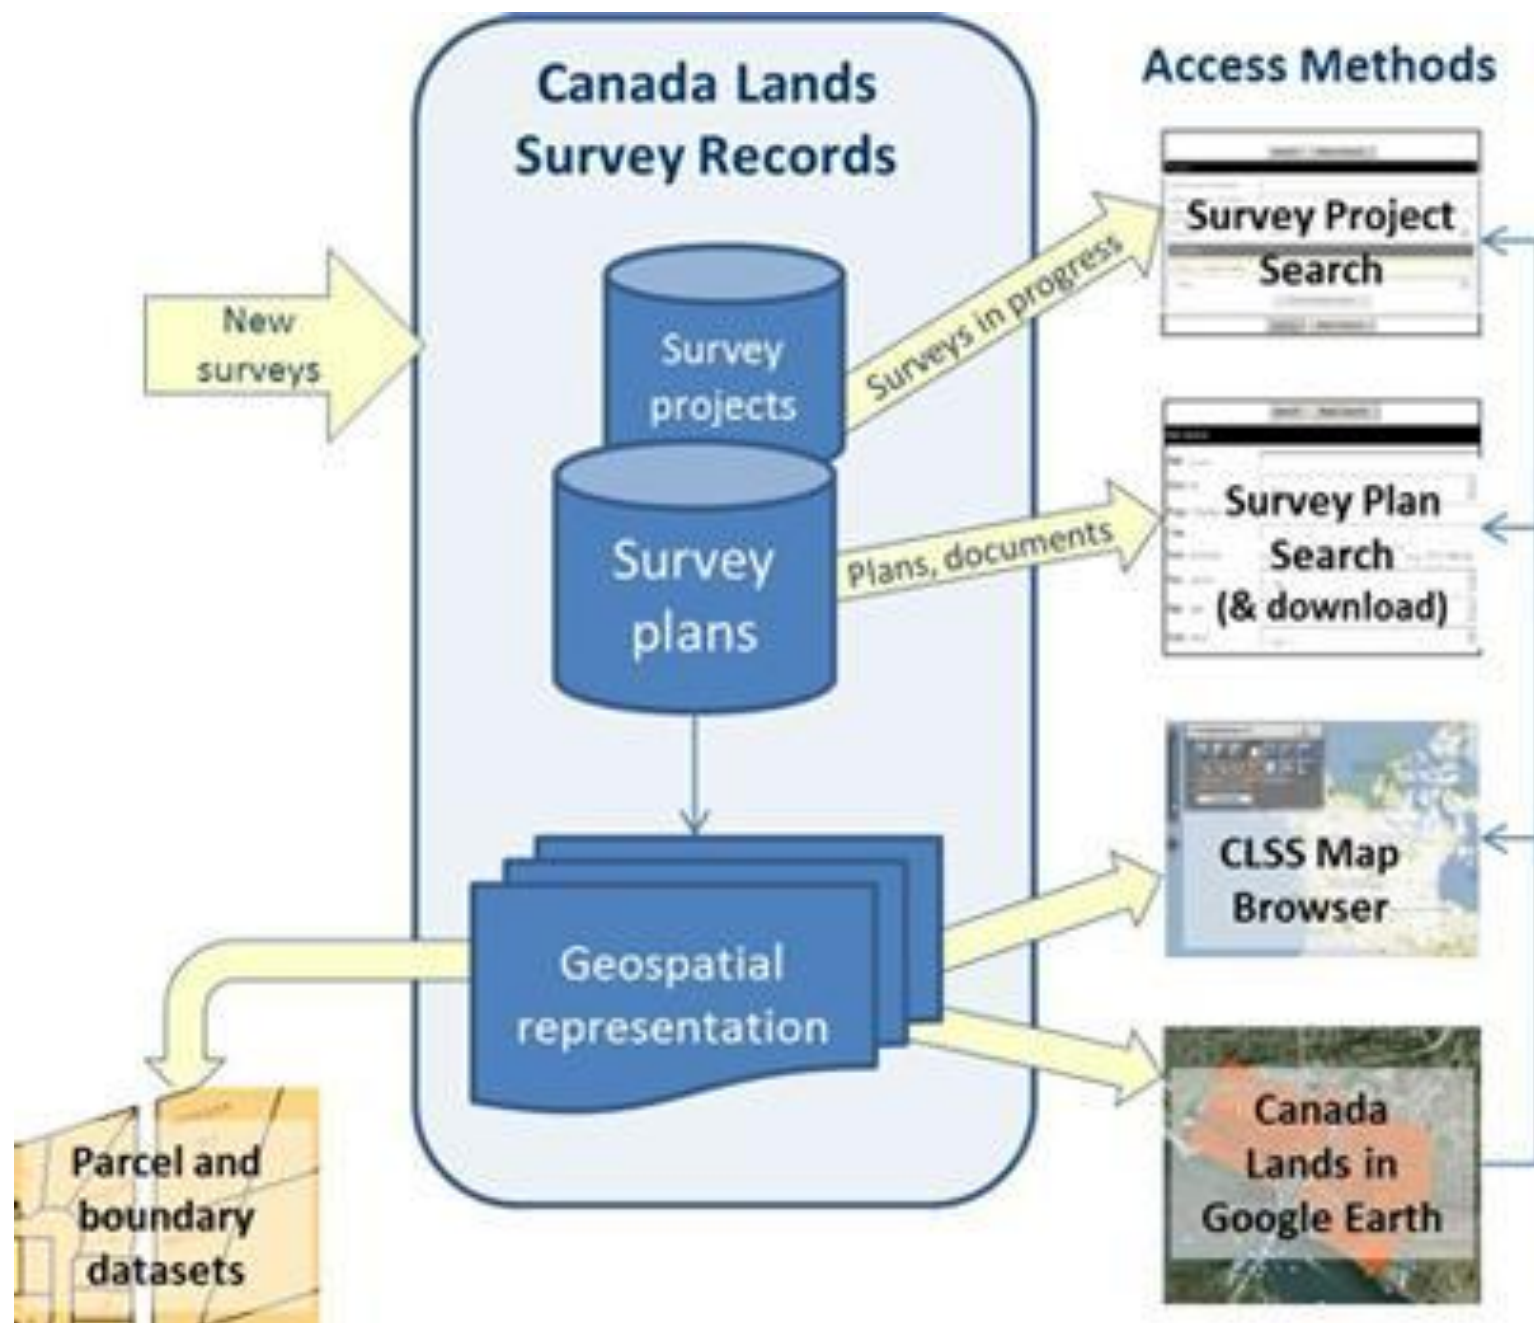 Canada Lands
Survey Records
Access Methods
New
surveys
Survey
projects
Surveys in progress
Survey Project
Search
Survey
plans
Plans, documents
Survey Plan
Search
(& download)
Geospatial
representation
CLSS Map
Browser
Canada
Lands in
Google Earth
Parcel and
boundary
datasets